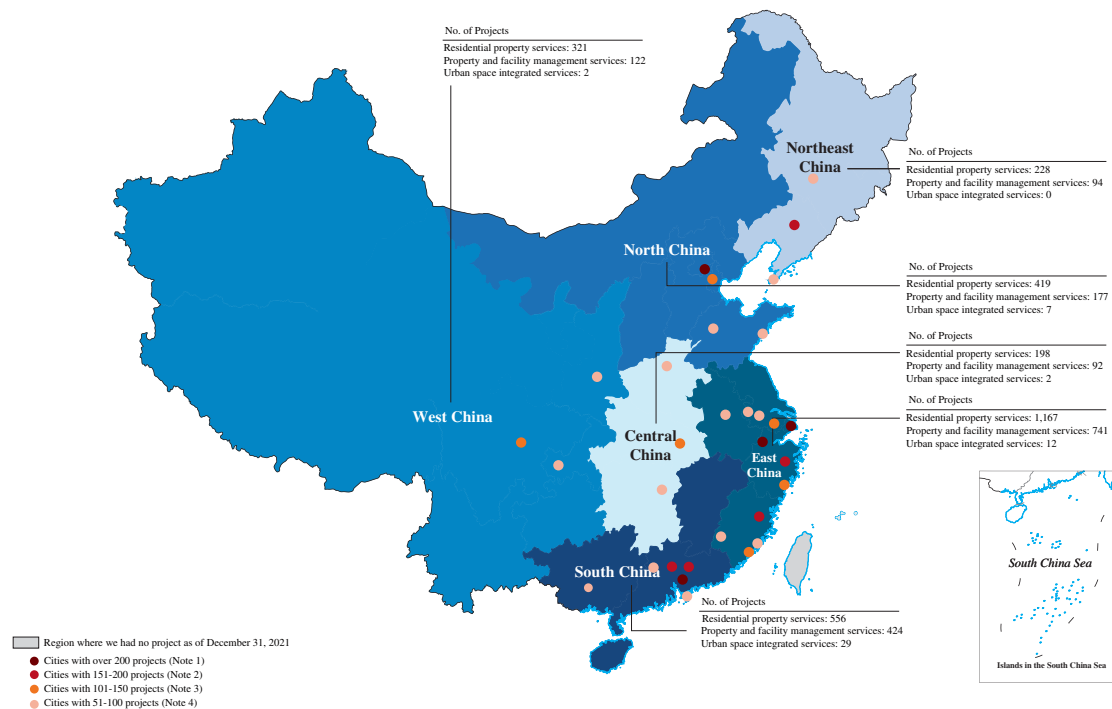 No. of Projects
Residential property services: 321
Property and facility management services: 122
Urban space integrated services: 2
Northeast
China
No. of Projects
Residential property services: 228
Property and facility management services: 94
Urban space integrated services: 0
North China
No. of Projects
Residential property services: 419
Property and facility management services: 177
Urban space integrated services: 7
No. of Projects
Residential property services: 198
Property and facility management services: 92
Urban space integrated services: 2
No. of Projects
Residential property services: 1,167
Property and facility management services: 741
Urban space integrated services: 12
West China
Central
China
East
China
South China
No. of Projects
Residential property services: 556
Property and facility management services: 424
Urban space integrated services: 29
South China Sea
Islands in the South China Sea
Region where we had no project as of December 31, 2021
Cities with over 200 projects (Note 1)
Cities with 151-200 projects (Note 2)
Cities with 101-150 projects (Note 3)
Cities with 51-100 projects (Note 4)